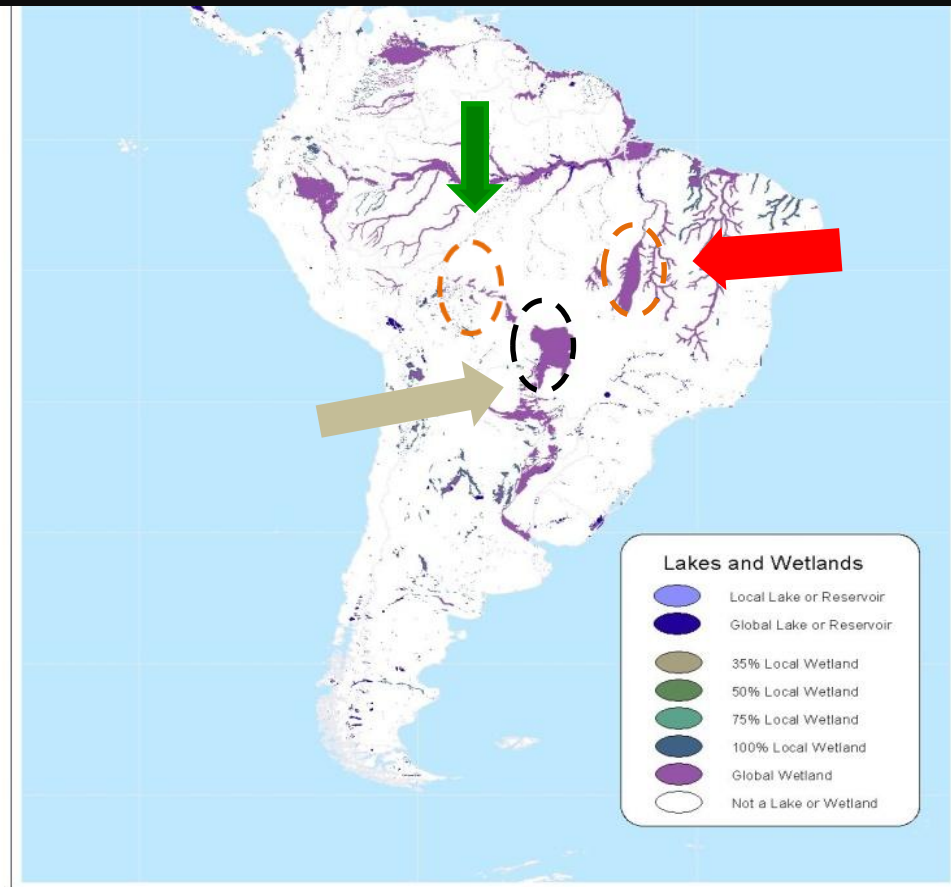 Lakes and Wetlands
Local Lake or Reservoir
Global Lake or Reservoir
35% Local Wetland
50% Local Wetland
75% Local Wetland
100% Local Wetland
Global Wetland
Not a Lake or Wetland